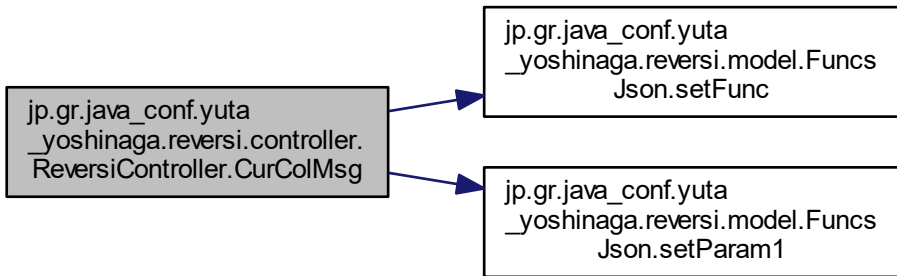 jp.gr.java_conf.yuta
_yoshinaga.reversi.controller.
ReversiController.CurColMsg
jp.gr.java_conf.yuta
_yoshinaga.reversi.model.Funcs
Json.setFunc
jp.gr.java_conf.yuta
_yoshinaga.reversi.model.Funcs
Json.setParam1